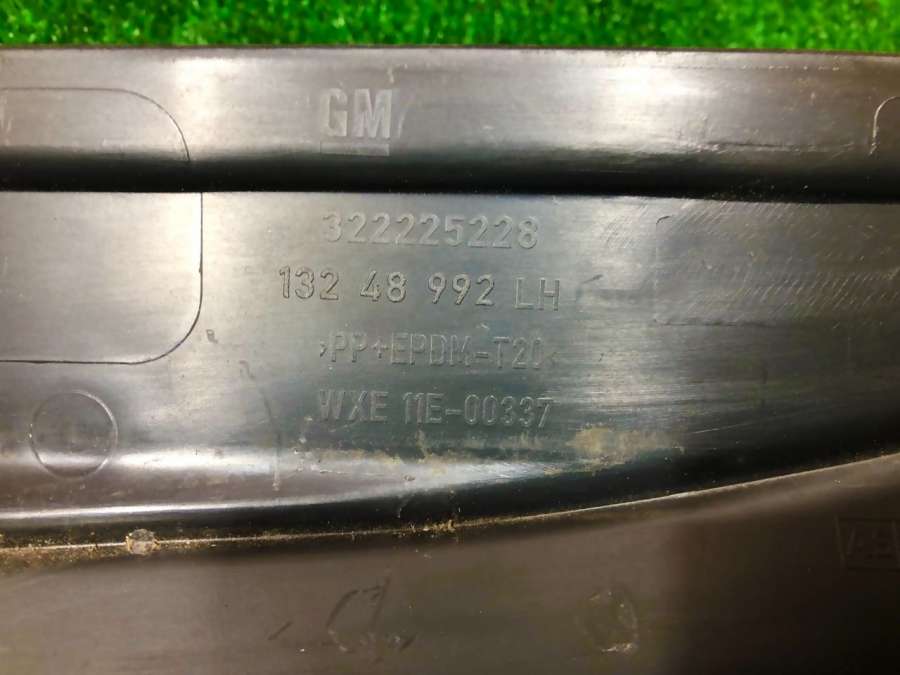 GM
322225228
132 48 992 LH
>PP+EPDM-T20<
WXE 11E-00337